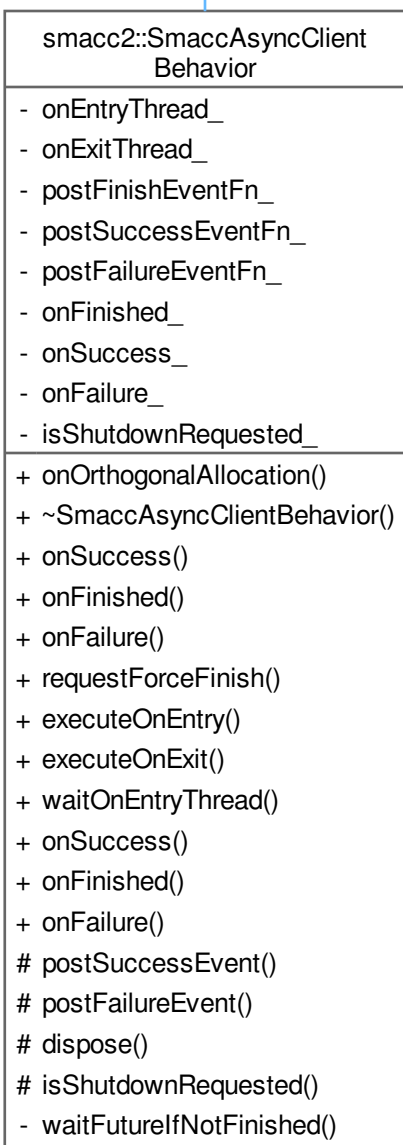 smacc2::SmaccAsyncClient
Behavior
- onEntryThread_
- onExitThread_
- postFinishEventFn_
- postSuccessEventFn_
- postFailureEventFn_
- onFinished_
- onSuccess_
- onFailure_
- isShutdownRequested_
+ onOrthogonalAllocation()
+ ~SmaccAsyncClientBehavior()
+ onSuccess()
+ onFinished()
+ onFailure()
+ requestForceFinish()
+ executeOnEntry()
+ executeOnExit()
+ waitOnEntryThread()
+ onSuccess()
+ onFinished()
+ onFailure()
# postSuccessEvent()
# postFailureEvent()
# dispose()
# isShutdownRequested()
- waitFutureIfNotFinished()